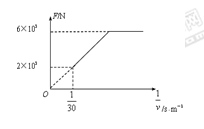 F/N
6×10³
2×10³
O
1/30
1/v /s·m⁻¹